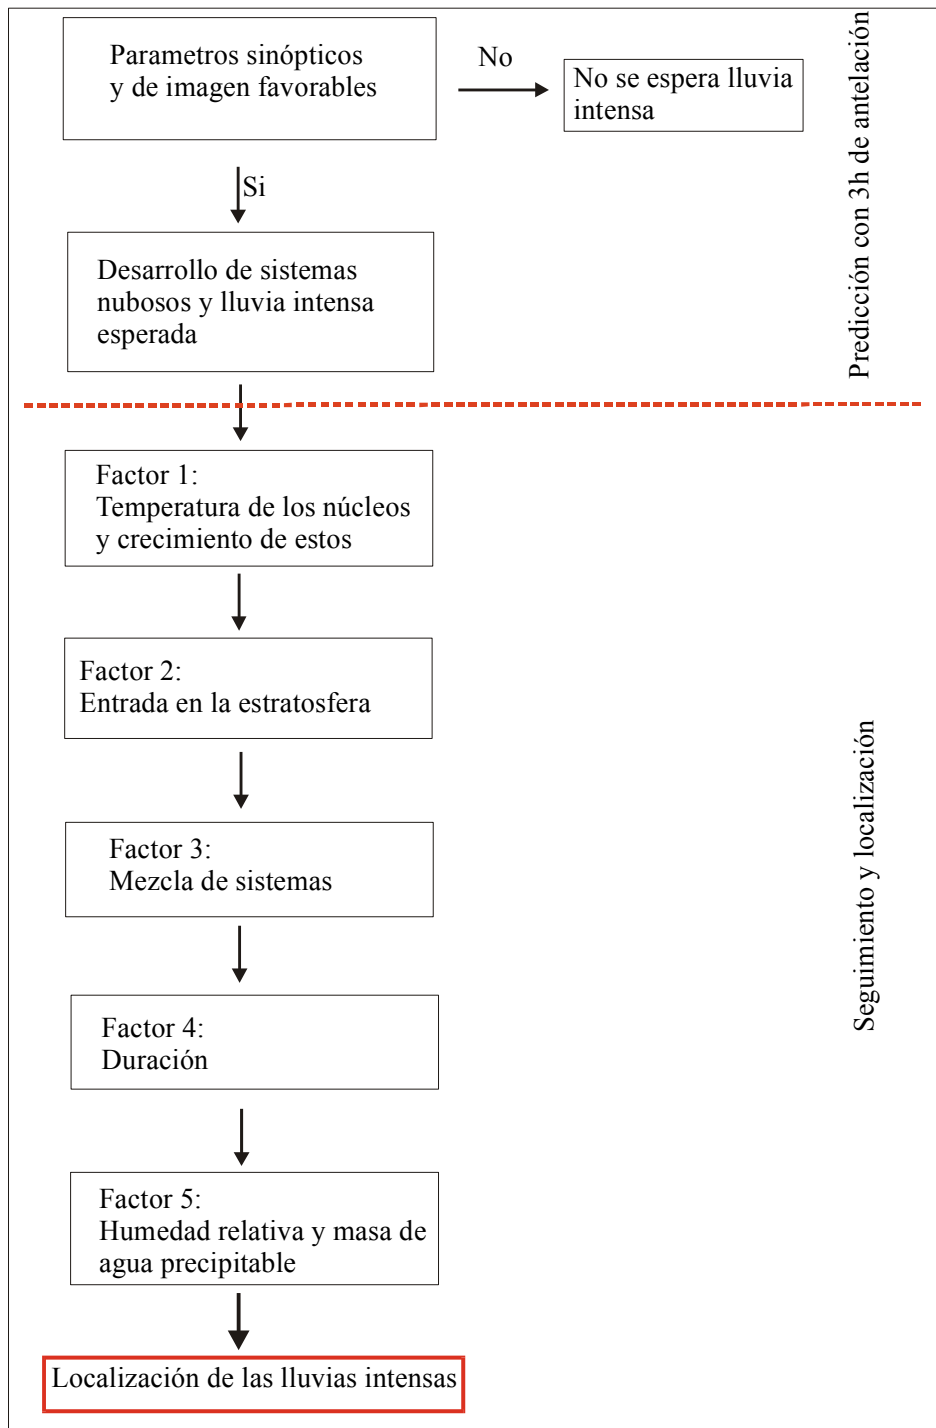 Parametros sinópticos
y de imagen favorables
No
No se espera lluvia
intensa
Si
Desarrollo de sistemas
nubosos y lluvia intensa
esperada
Predicción con 3h de antelación
Factor 1:
Temperatura de los núcleos
y crecimiento de estos
Factor 2:
Entrada en la estratosfera
Factor 3:
Mezcla de sistemas
Factor 4:
Duración
Factor 5:
Humedad relativa y masa de
agua precipitable
Localización de las lluvias intensas
Seguimiento y localización